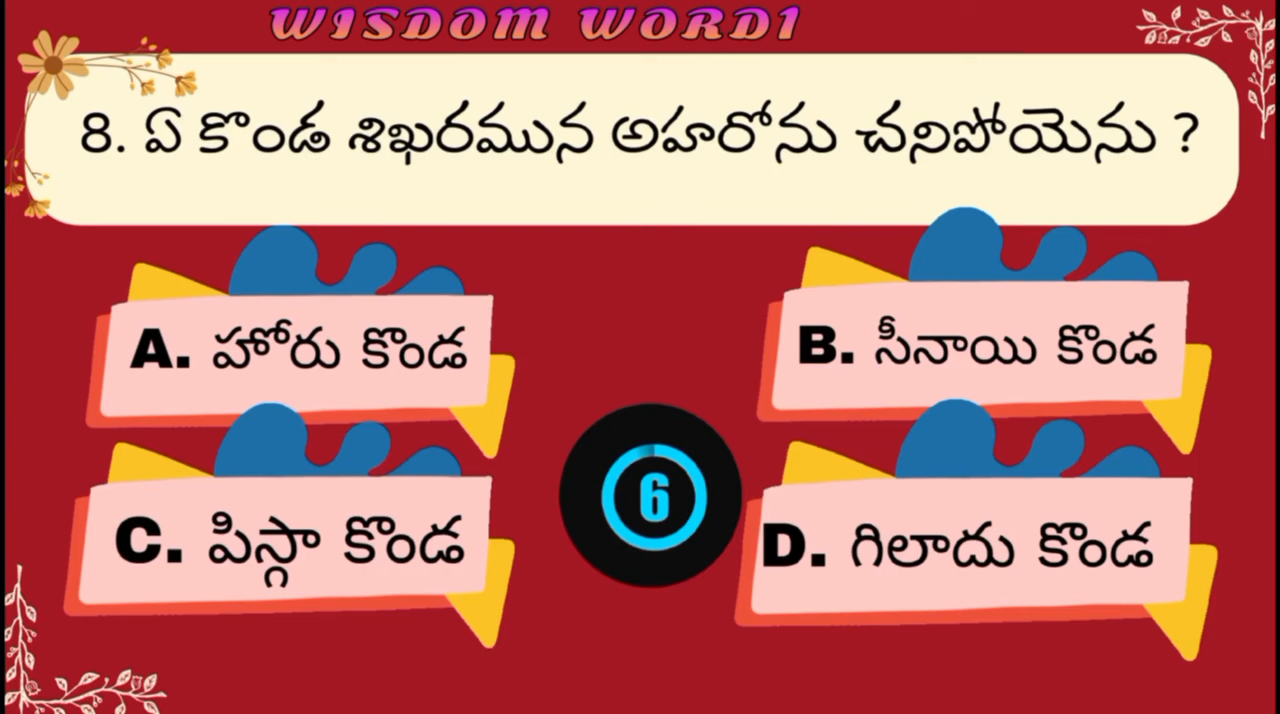 WISDOM WORD1
8. ఏ కొండ శిఖరమున అహరోను చనిపోయెను ?
A. హోరు కొండ
B. సీనాయి కొండ
C. పిస్గా కొండ
6
D. గిలాదు కొండ